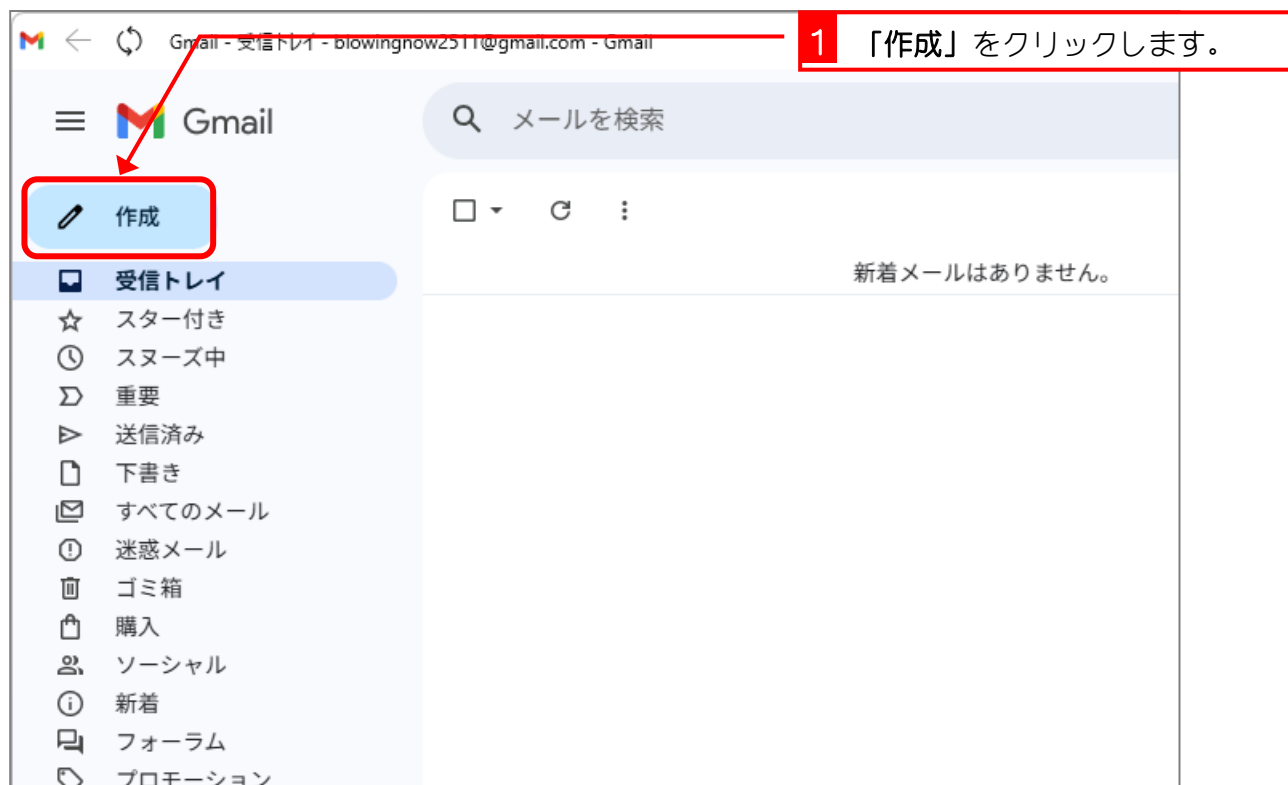 Gmail - 受信トレイ - blowingnow2511@gmail.com - Gmail
1 「作成」をクリックします。
Gmail
メールを検索
作成
新着メールはありません。
受信トレイ
スター付き
スヌーズ中
重要
送信済み
下書き
すべてのメール
迷惑メール
ゴミ箱
購入
ソーシャル
新着
フォーラム
プロモーション